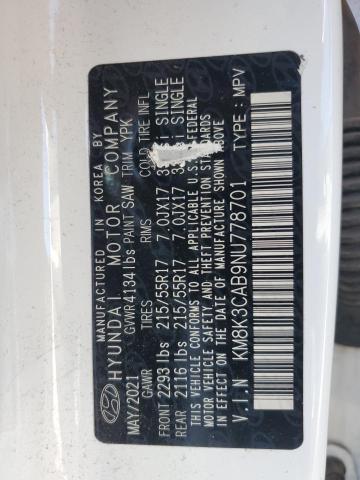 MANUFACTURED IN KOREA BY
HYUNDAI MOTOR COMPANY
MAY/2021 GVWR 4134 lbs PAINT SAW TRIM YPK
GAWR TIRES RIMS COLD TIRE INFL
FRONT 2293 lbs 215/55R17 7.0JX17 SINGLE
REAR 2116 lbs 215/55R17 7.0JX17 SINGLE
THIS VEHICLE CONFORMS TO ALL APPLICABLE U.S. FEDERAL
MOTOR VEHICLE SAFETY AND THEFT PREVENTION STANDARDS
IN EFFECT ON THE DATE OF MANUFACTURE SHOWN ABOVE.
V.I.N KM8K3CAB9NU778701 TYPE: MPV